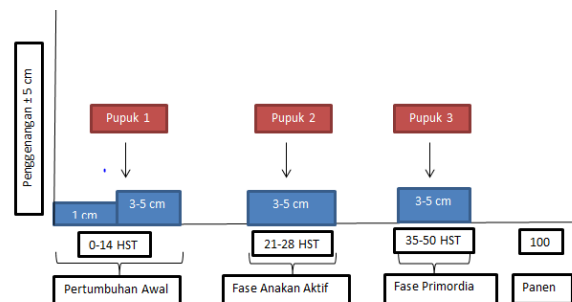 Penggenangan ± 5 cm
Pupuk 1
Pupuk 2
Pupuk 3
1 cm
3-5 cm
3-5 cm
3-5 cm
0-14 HST
21-28 HST
35-50 HST
100
Pertumbuhan Awal
Fase Anakan Aktif
Fase Primordia
Panen